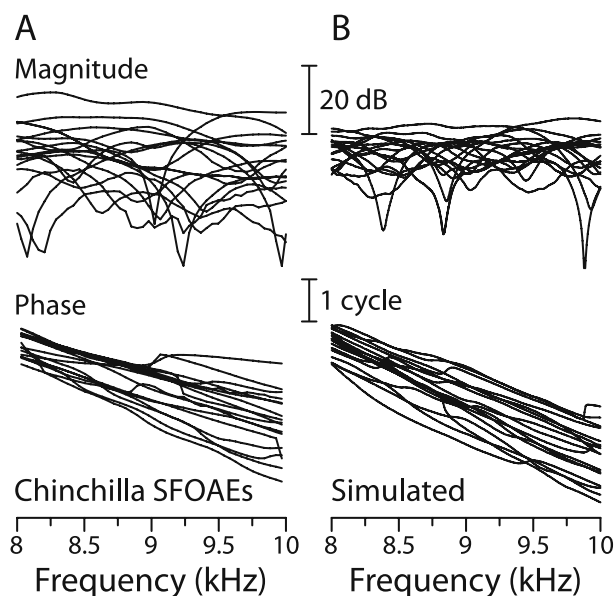 A
B
Magnitude
20 dB
Phase
1 cycle
Chinchilla SFOAEs
Simulated
8 8.5 9 9.5 10
8 8.5 9 9.5 10
Frequency (kHz)
Frequency (kHz)